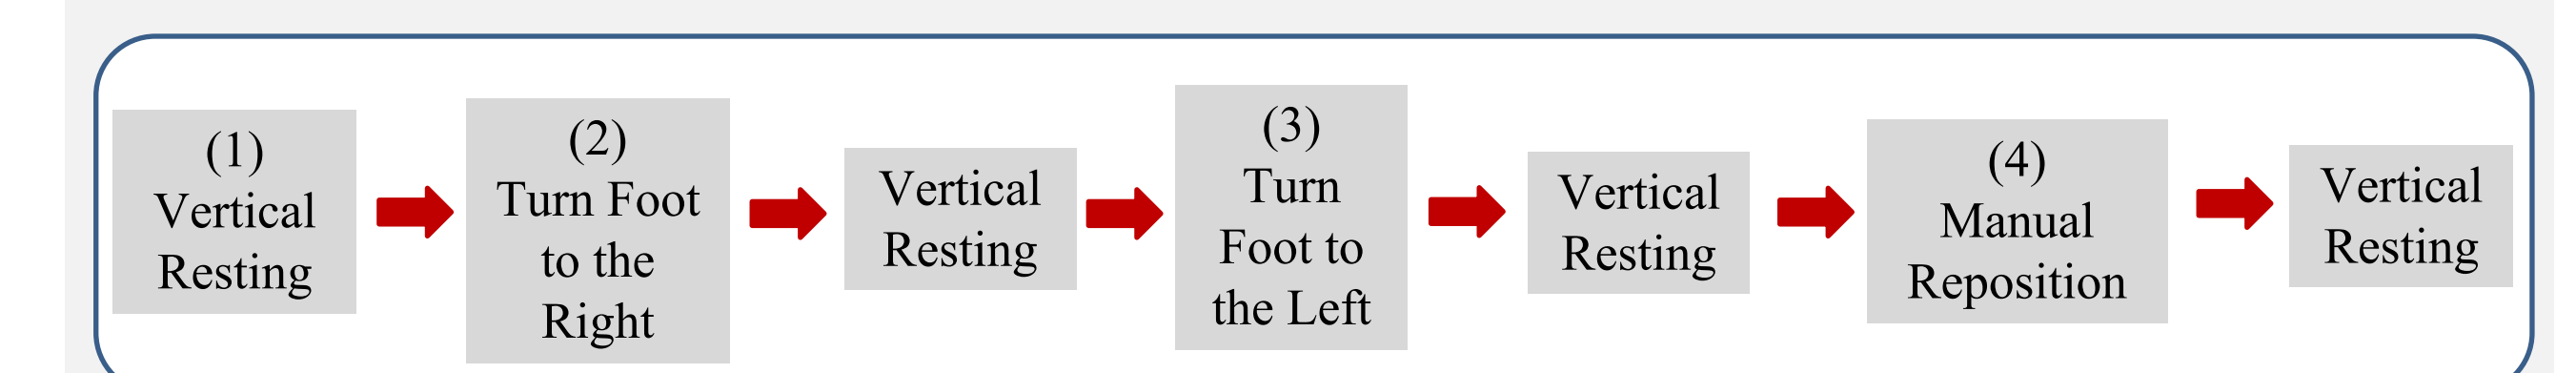 (1)
Vertical
Resting
(2)
Turn Foot
to the
Right
Vertical
Resting
(3)
Turn
Foot to
the Left
Vertical
Resting
(4)
Manual
Reposition
Vertical
Resting